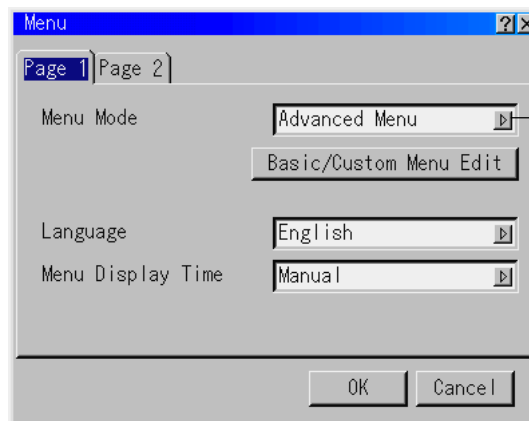 Menu ? ×
Page 1 Page 2
Menu Mode Advanced Menu
Basic/Custom Menu Edit
Language English
Menu Display Time Manual
OK Cancel